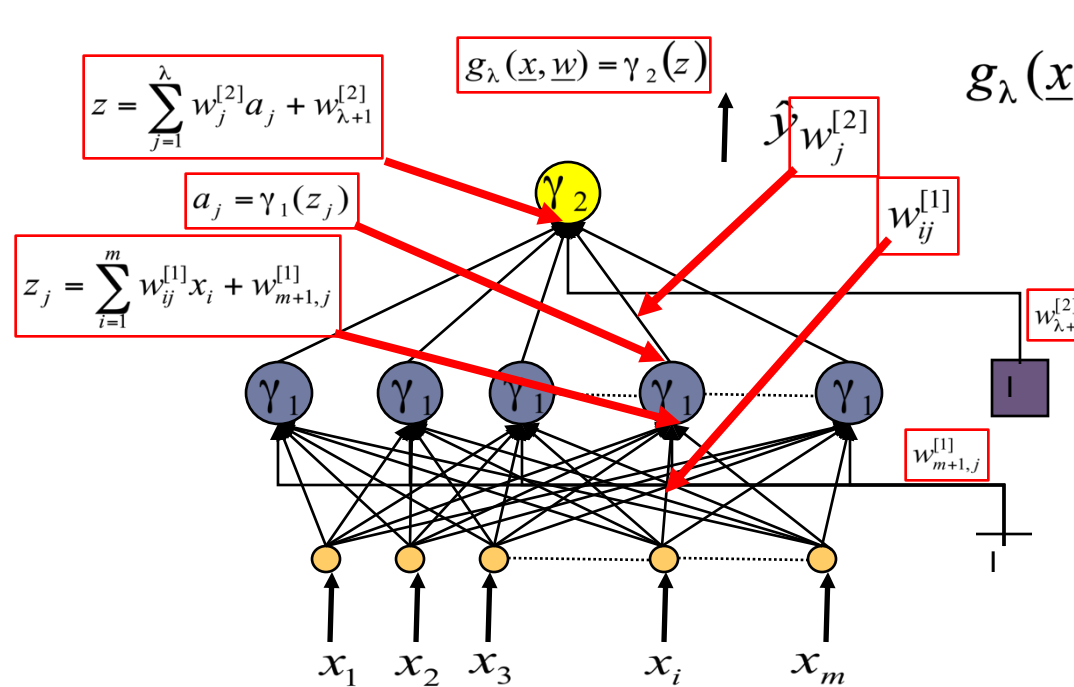 g_λ(x, w) = γ_2(z)
g_λ(x
z = ∑_{j=1}^{λ} w_j^{[2]} a_j + w_{λ+1}^{[2]}
ŷ
w_j^{[2]}
a_j = γ_1(z_j)
γ_2
w_{ij}^{[1]}
z_j = ∑_{i=1}^{m} w_{ij}^{[1]} x_i + w_{m+1,j}^{[1]}
w_{λ+
γ_1 γ_1 γ_1 γ_1 γ_1
I
w_{m+1,j}^{[1]}
I
x_1 x_2 x_3 x_i x_m